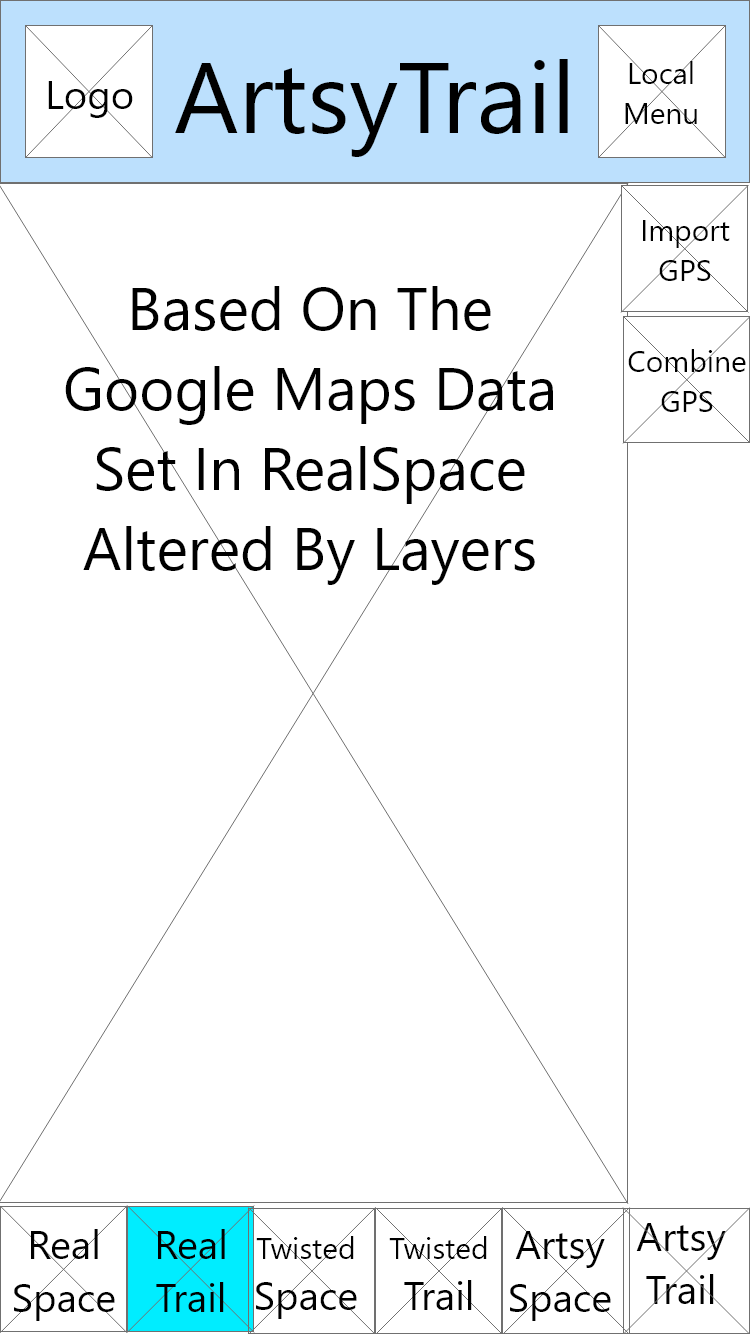 Logo
ArtsyTrail
Local
Menu
Import
GPS
Combine
GPS
Based On The
Google Maps Data
Set In RealSpace
Altered By Layers
Real
Space
Real
Trail
Twisted
Space
Twisted
Trail
Artsy
Space
Artsy
Trail